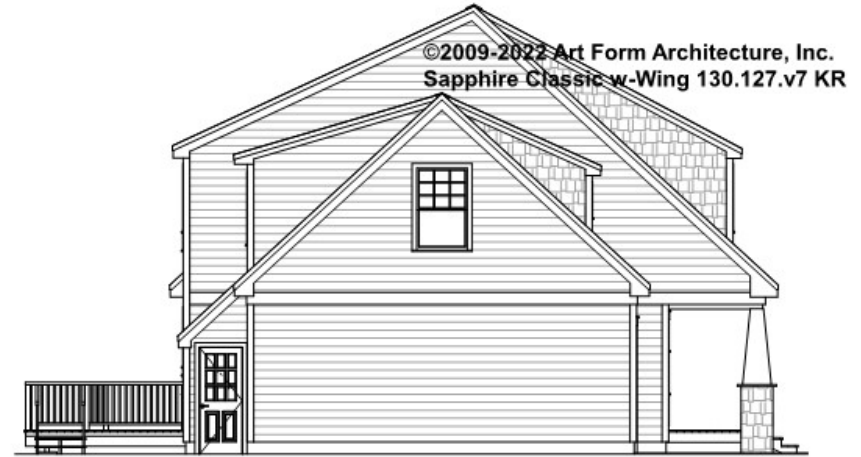 ©2009-2022 Art Form Architecture, Inc.
Sapphire Classic w-Wing 130.127.v7 KR